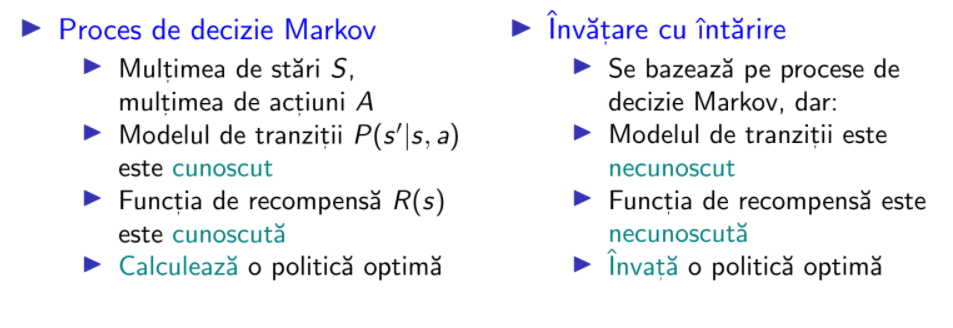 Proces de decizie Markov
Mulțimea de stări S,
mulțimea de acțiuni A
Modelul de tranziții P(s′|s, a)
este cunoscut
Funcția de recompensă R(s)
este cunoscută
Calculează o politică optimă
Învățare cu întărire
Se bazează pe procese de
decizie Markov, dar:
Modelul de tranziții este
necunoscut
Funcția de recompensă este
necunoscută
Învață o politică optimă